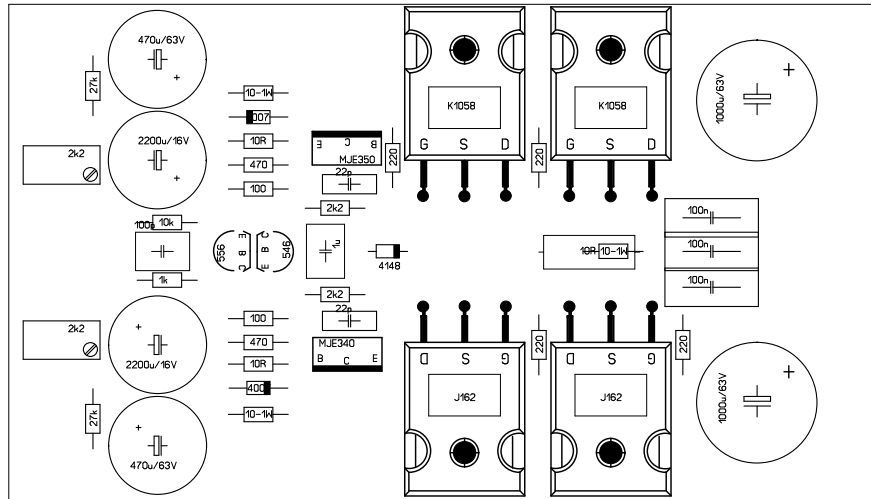 470u/63V
+
27k
10-1W
007
10R
470
100
2200u/16V
+
2k2
E C B
MJE350
220
22p
K1058
G S D
220
K1058
G S D
1000u/63V
+
10k
100p
1k
556
E B C
C B E
546
2k2
1u
2k2
4148
10R 10-1W
100n
100n
100n
2k2
+
2200u/16V
100
470
10R
400
10-1W
22p
MJE340
B C E
D S G
J162
220
D S G
J162
220
27k
+
470u/63V
1000u/63V
+